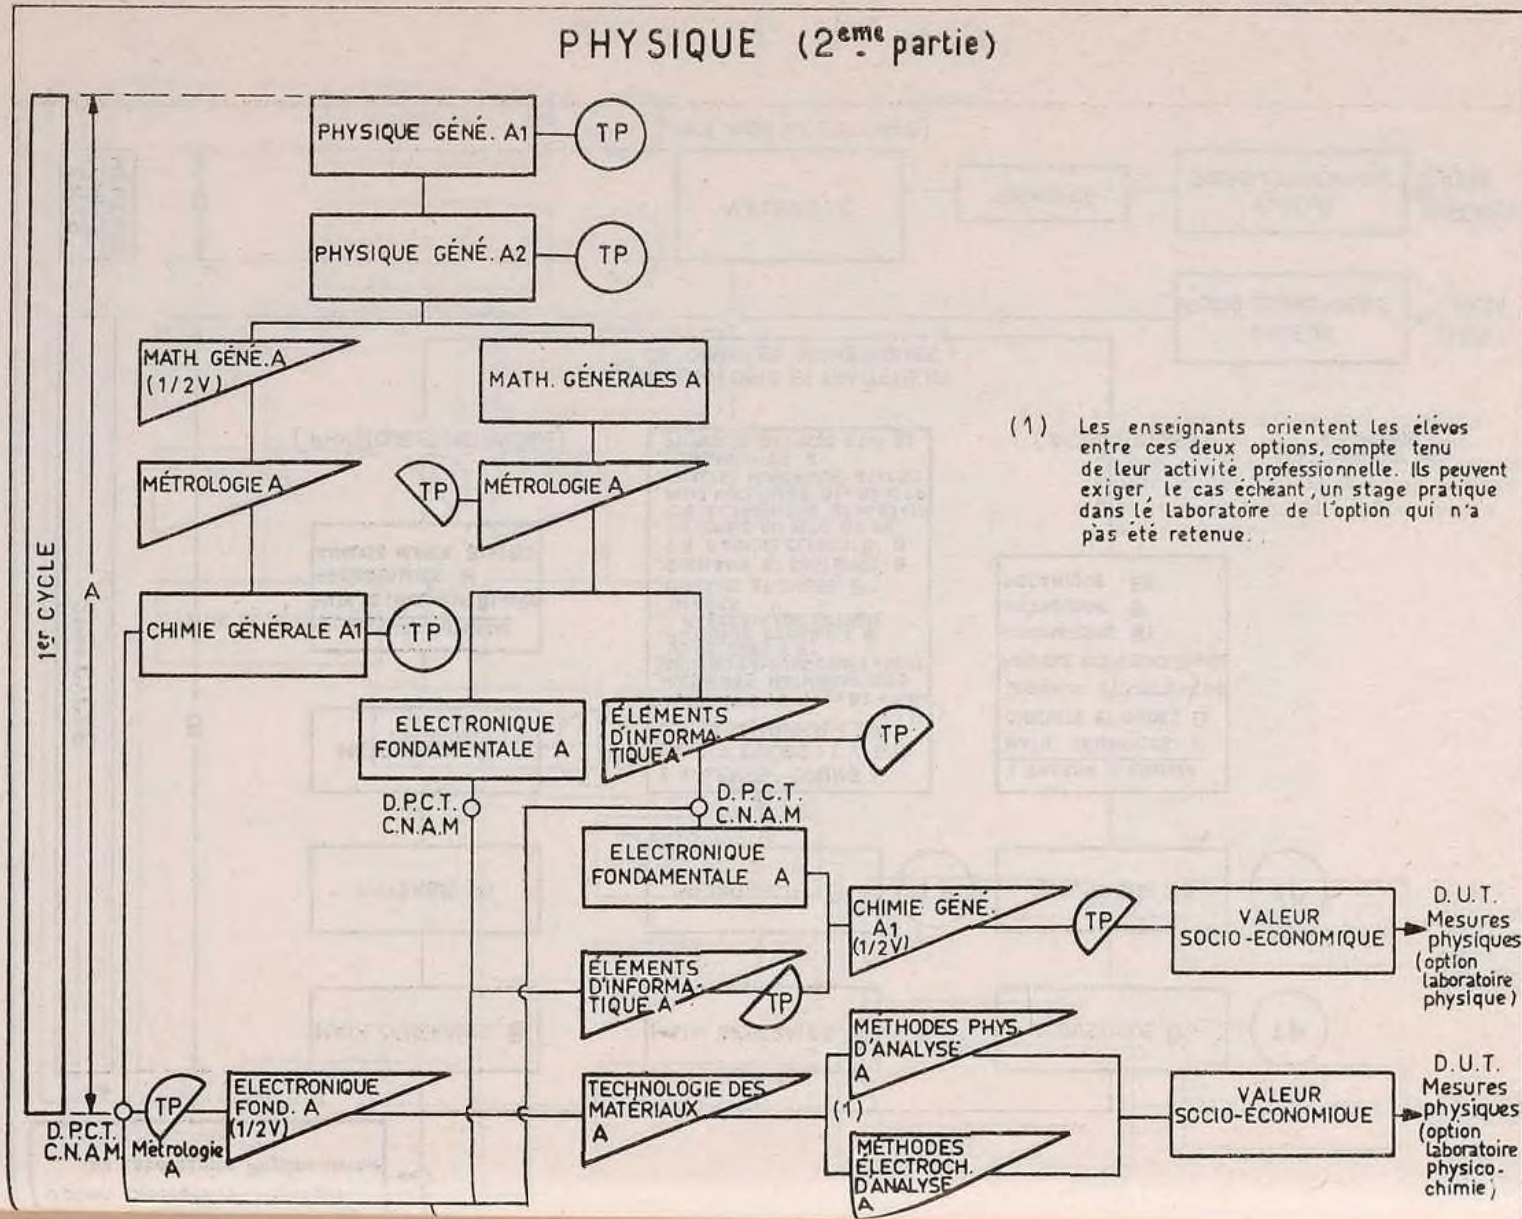 PHYSIQUE (2eme partie)
PHYSIQUE GÉNÉ. A1
TP
PHYSIQUE GÉNÉ. A2
TP
MATH. GÉNÉ. A
(1/2V)
MATH. GÉNÉRALES A
MÉTROLOGIE A
TP
MÉTROLOGIE A
(1) Les enseignants orientent les élèves
entre ces deux options, compte tenu
de leur activité professionnelle. Ils peuvent
exiger, le cas échéant, un stage pratique
dans le laboratoire de l'option qui n'a
pas été retenue.
1er CYCLE
A
CHIMIE GÉNÉRALE A1
TP
ELECTRONIQUE
FONDAMENTALE A
ÉLÉMENTS
D'INFORMA-
TIQUE A
TP
D.P.C.T.
C.N.A.M
D.P.C.T.
C.N.A.M
ELECTRONIQUE
FONDAMENTALE A
CHIMIE GÉNÉ.
A1
(1/2V)
TP
VALEUR
SOCIO-ECONOMIQUE
D.U.T.
Mesures
physiques
(option
laboratoire
physique)
ÉLÉMENTS
D'INFORMA-
TIQUE A
TP
MÉTHODES PHYS.
D'ANALYSE
A
D.P.C.T.
C.N.A.M.
TP
Métrologie
A
ELECTRONIQUE
FOND. A
(1/2V)
TECHNOLOGIE DES
MATÉRIAUX
A
(1)
MÉTHODES
ÉLECTROCH.
D'ANALYSE
A
VALEUR
SOCIO-ÉCONOMIQUE
D.U.T.
Mesures
physiques
(option
laboratoire
physico-
chimie)